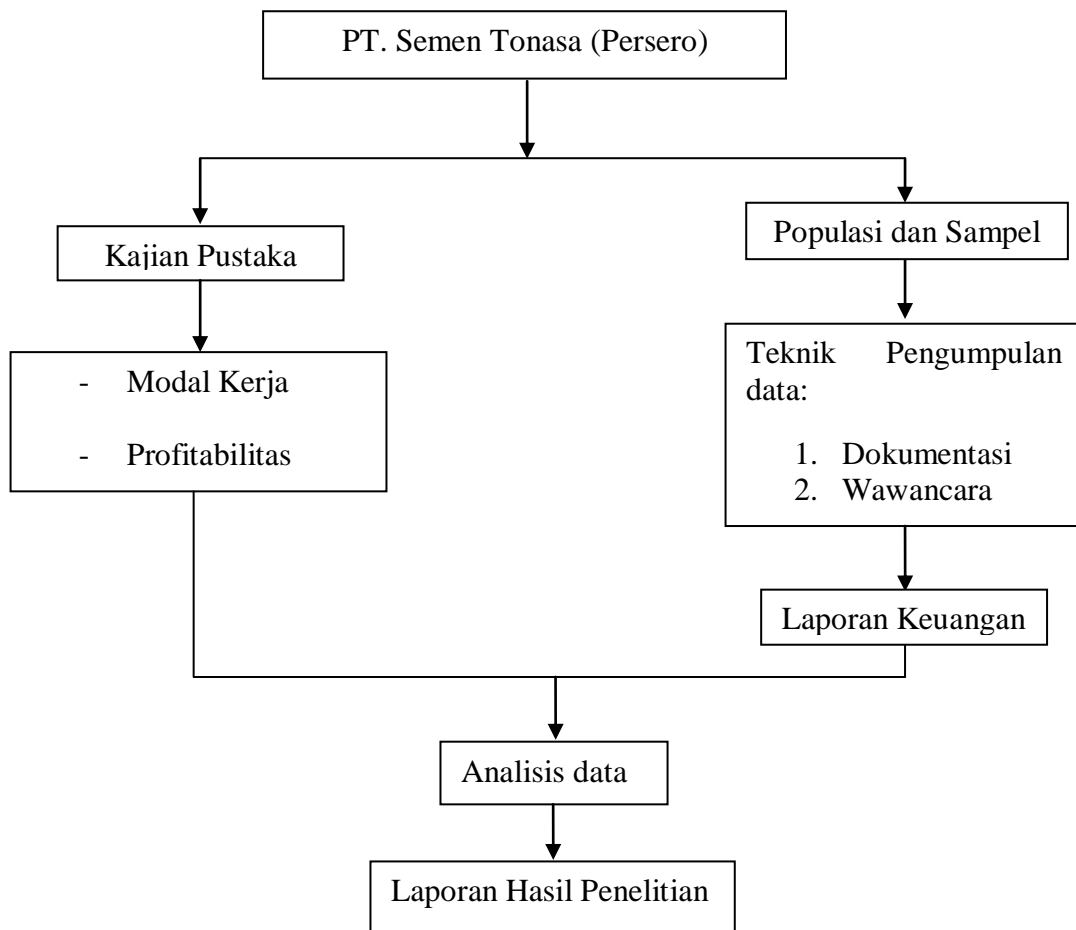 PT. Semen Tonasa (Persero)
Kajian Pustaka
Populasi dan Sampel
- Modal Kerja
- Profitabilitas
Teknik Pengumpulan
data:
1. Dokumentasi
2. Wawancara
Laporan Keuangan
Analisis data
Laporan Hasil Penelitian